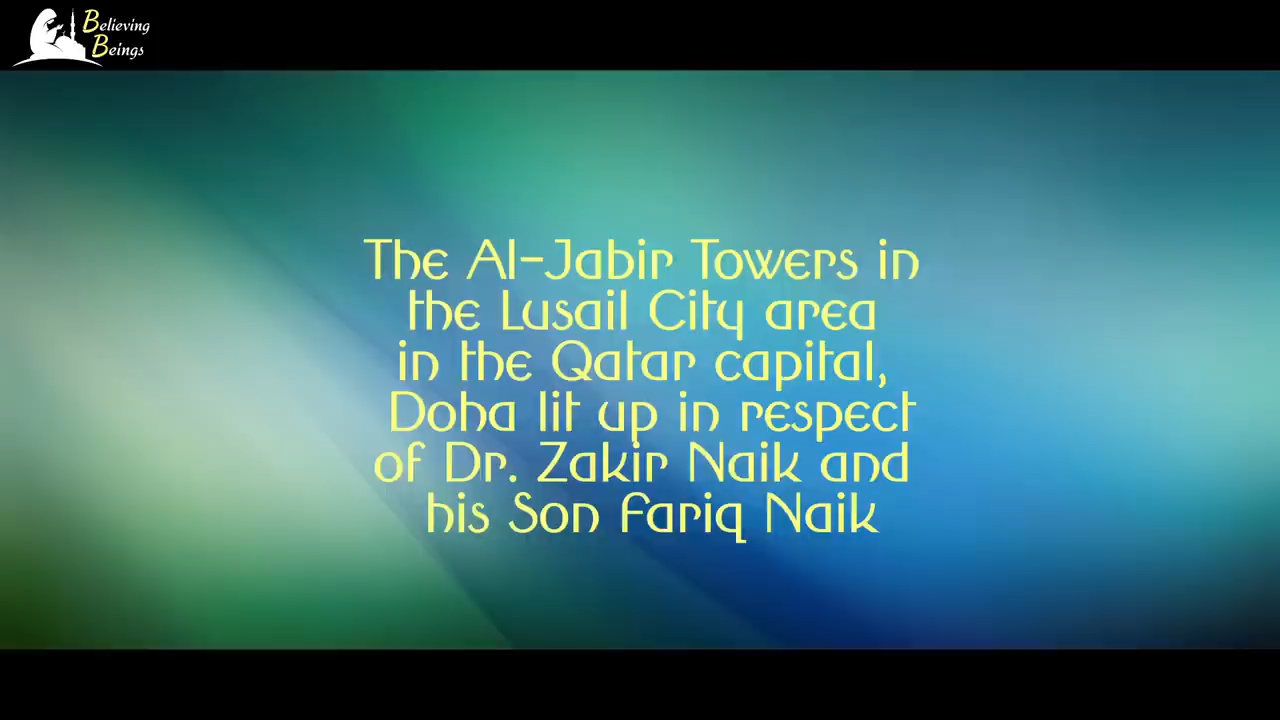 Believing
Beings
The Al-Jabir Towers in
the Lusail City area
in the Qatar capital,
Doha lit up in respect
of Dr. Zakir Naik and
his Son Fariq Naik